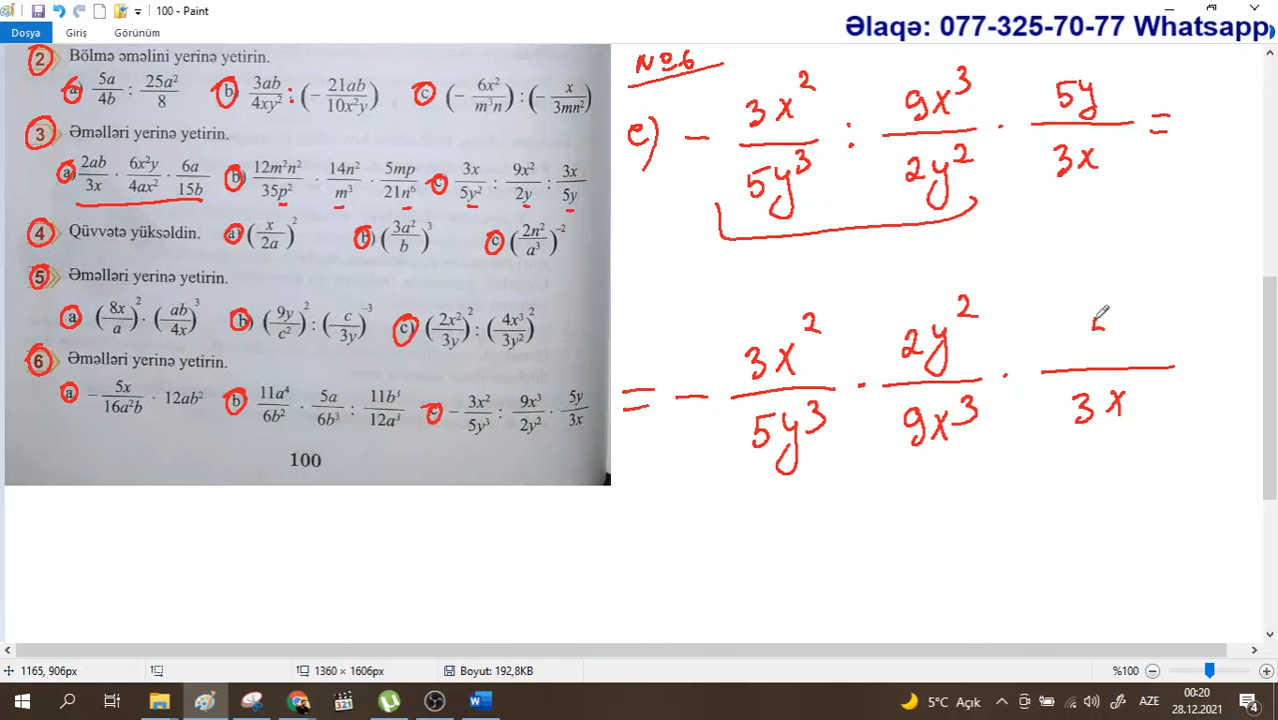 100 - Paint
Əlaqə: 077-325-70-77 Whatsapp
Dosya Giriş Görünüm
2 Bölmə əməlini yerinə yetirin.
a) 5a/4b : 25a²/8 b) 3ab/4xy² : (− 21ab/10x²y) c) (− 6x²/m³n) : (− x/3mn²)
3 Əməlləri yerinə yetirin.
a) 2ab/3x · 6x²y/4ax² · 6a/15b b) 12m²n²/35p² · 14n²/m³ · 5mp/21n⁶ c) 3x/5y² : 9x²/2y : 3x/5y
4 Qüvvətə yüksəldin. a) (x/2a)² b) (3a²/b)³ c) (2n²/a³)⁻²
5 Əməlləri yerinə yetirin.
a) (8x/a)² · (ab/4x)³ b) (9y/c²)² : (c/3y)⁻³ c) (2x²/3y)² : (4x³/3y²)²
6 Əməlləri yerinə yetirin.
a) − 5x/16a²b · 12ab² b) 11a⁴/6b² · 5a/6b³ : 11b³/12a³ c) − 3x²/5y³ : 9x³/2y² · 5y/3x
100
№6
c) − 3x²/5y³ : 9x³/2y² · 5y/3x =
= − 3x²/5y³ · 2y²/9x³ · /3x
1165, 906px 1360 × 1606px Boyut: 192,8KB %100
321 W 5°C Açık AZE 00:20
28.12.2021 4